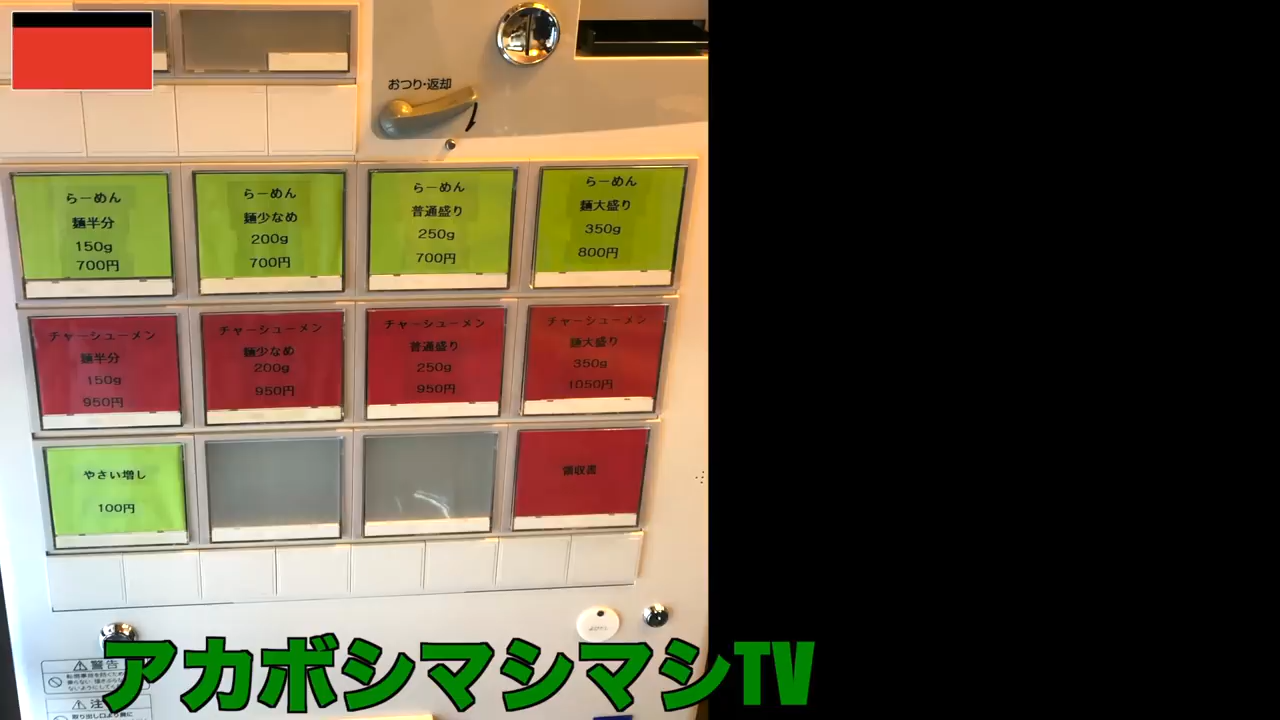 おつり・返却
らーめん
麺半分
150g
700円
らーめん
麺少なめ
200g
700円
らーめん
普通盛り
250g
700円
らーめん
麺大盛り
350g
800円
チャーシューメン
麺半分
150g
950円
チャーシューメン
麺少なめ
200g
950円
チャーシューメン
普通盛り
250g
950円
チャーシューメン
麺大盛り
350g
1050円
やさい増し
100円
領収書
警告
アカボシマシマシTV